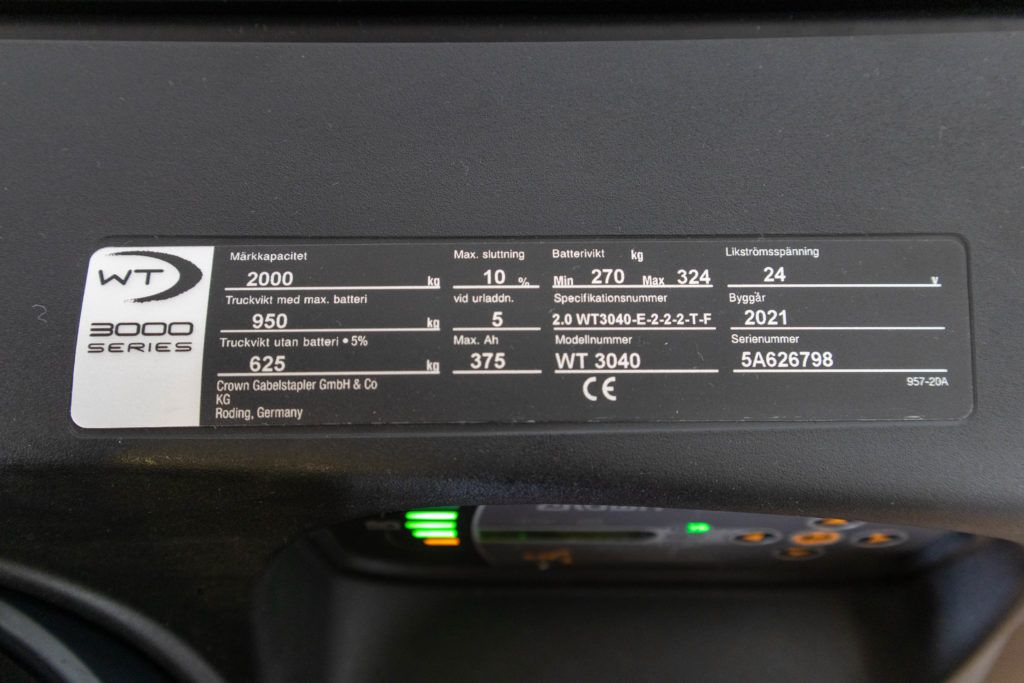 WT
3000
SERIES
Märkkapacitet
2000 kg
Truckvikt med max. batteri
950 kg
Truckvikt utan batteri • 5%
625 kg
Crown Gabelstapler GmbH & Co
KG
Roding, Germany
Max. sluttning
10 %
vid urladdn.
5
Max. Ah
375
Batterivikt kg
Min 270 Max 324
Specifikationsnummer
2.0 WT3040-E-2-2-2-T-F
Modellnummer
WT 3040
CE
Likströmsspänning
24 V
Byggår
2021
Serienummer
5A626798
957-20A